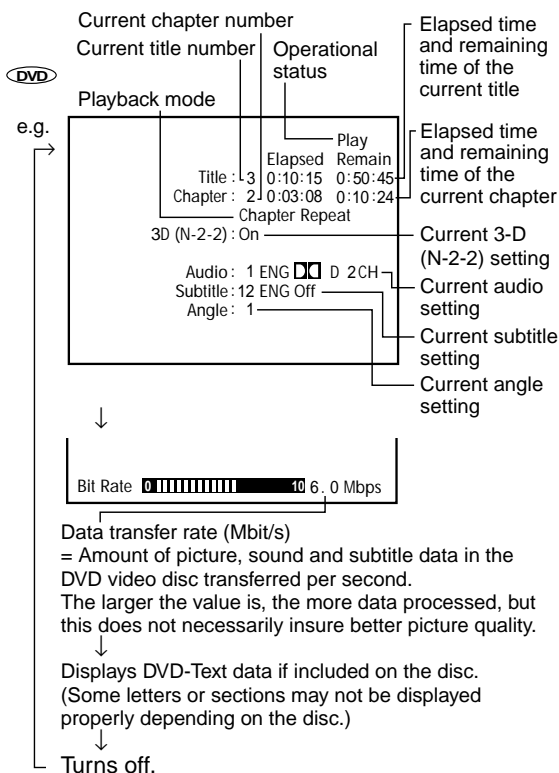 Current chapter number
Current title number
Operational
status
Elapsed time
and remaining
time of the
current title
DVD
Playback mode
e.g.
Play
Elapsed Remain
Title : 3 0:10:15 0:50:45
Chapter : 2 0:03:08 0:10:24
Chapter Repeat
3D (N-2-2) : On
Audio : 1 ENG D 2CH
Subtitle : 12 ENG Off
Angle : 1
Elapsed time
and remaining
time of the
current chapter
Current 3-D
(N-2-2) setting
Current audio
setting
Current subtitle
setting
Current angle
setting
Bit Rate 0 10 6. 0 Mbps
Data transfer rate (Mbit/s)
= Amount of picture, sound and subtitle data in the
DVD video disc transferred per second.
The larger the value is, the more data processed, but
this does not necessarily insure better picture quality.
Displays DVD-Text data if included on the disc.
(Some letters or sections may not be displayed
properly depending on the disc.)
Turns off.